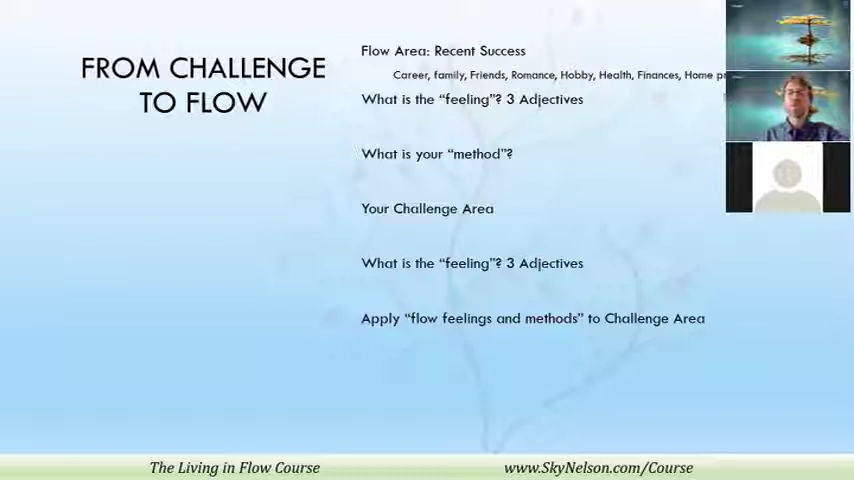 FROM CHALLENGE
TO FLOW
Flow Area: Recent Success
Career, family, Friends, Romance, Hobby, Health, Finances, Home
What is the “feeling”? 3 Adjectives
What is your “method”?
Your Challenge Area
What is the “feeling”? 3 Adjectives
Apply “flow feelings and methods” to Challenge Area
The Living in Flow Course
www.SkyNelson.com/Course